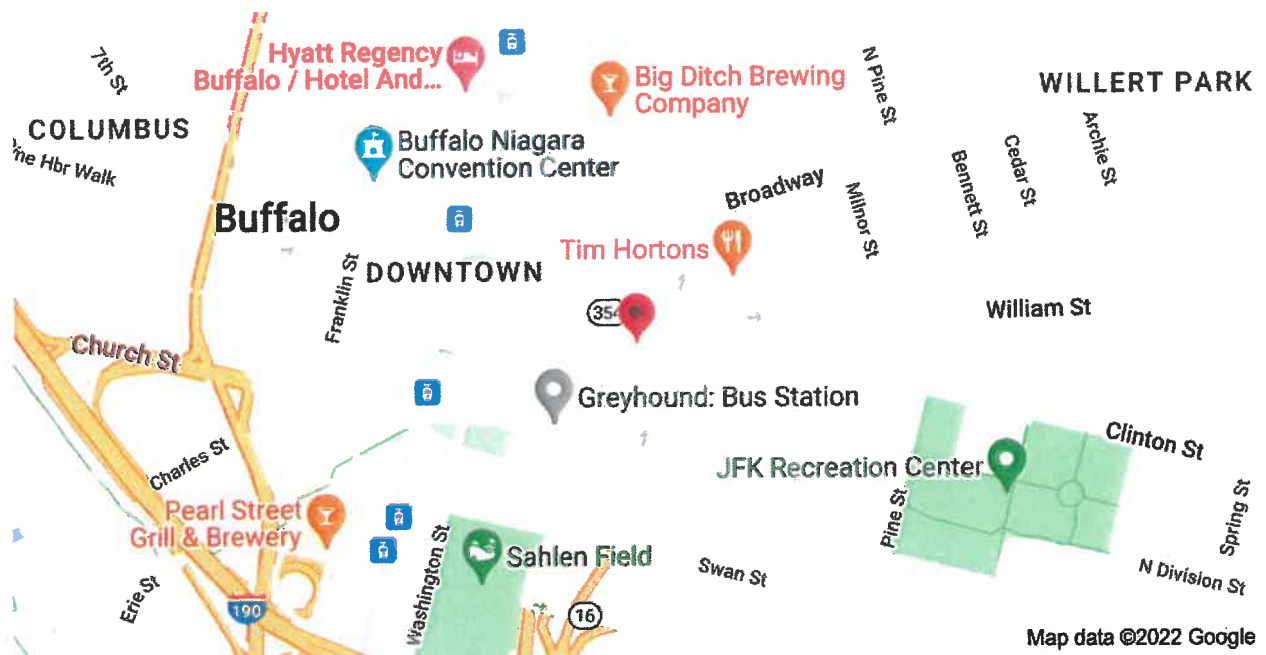 Hyatt Regency
Buffalo / Hotel And...
Big Ditch Brewing
Company
7th St
N Pine St
WILLERT PARK
COLUMBUS
Buffalo Niagara
Convention Center
Archie St
Cedar St
Bennett St
Hbr Walk
Broadway
Milnor St
Buffalo
Tim Hortons
Franklin St
DOWNTOWN
354
William St
Church St
Greyhound: Bus Station
Clinton St
Charles St
JFK Recreation Center
Pearl Street
Grill & Brewery
Pine St
Spring St
Washington St
Sahlen Field
Swan St
N Division St
Erie St
190
16
Map data ©2022 Google